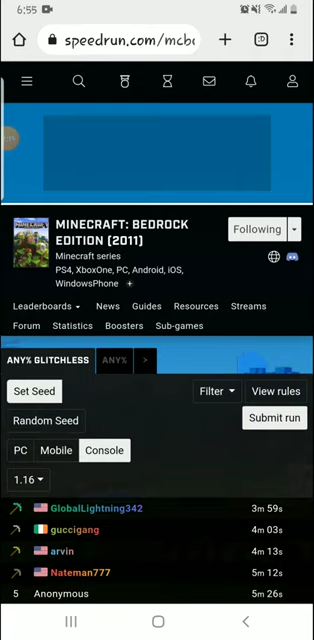 6:55
speedrun.com/mcb
:D
MINECRAFT: BEDROCK
EDITION (2011)
Following
Minecraft series
PS4, XboxOne, PC, Android, iOS,
WindowsPhone +
Leaderboards News Guides Resources Streams
Forum Statistics Boosters Sub-games
ANY% GLITCHLESS ANY% >
Set Seed Filter View rules
Random Seed Submit run
PC Mobile Console
1.16
GlobalLightning342 3m 59s
guccigang 4m 03s
arvin 4m 13s
Nateman777 5m 12s
5 Anonymous 5m 26s